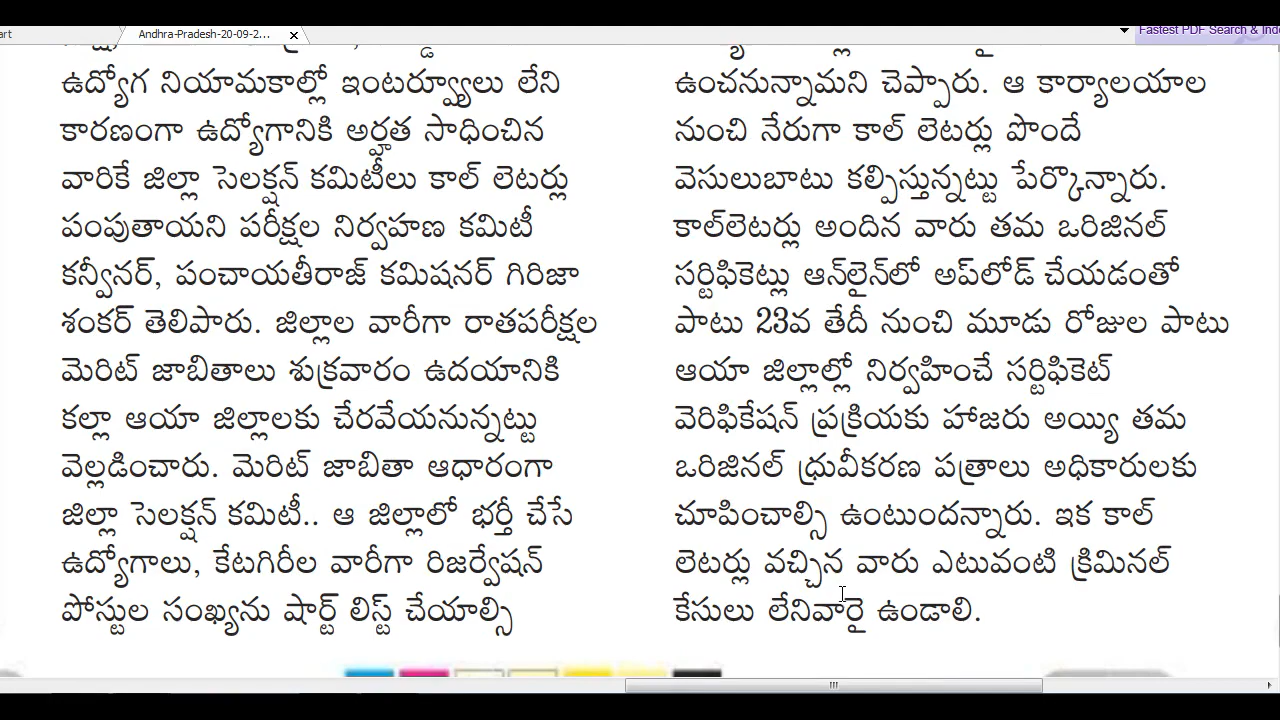 art
Andhra-Pradesh-20-09-2...
Fastest PDF Search & Inde
ఉద్యోగ నియామకాల్లో ఇంటర్వ్యూలు లేని
కారణంగా ఉద్యోగానికి అర్హత సాధించిన
వారికే జిల్లా సెలక్షన్ కమిటీలు కాల్ లెటర్లు
పంపుతాయని పరీక్షల నిర్వహణ కమిటీ
కన్వీనర్, పంచాయతీరాజ్ కమిషనర్ గిరిజా
శంకర్ తెలిపారు. జిల్లాల వారీగా రాతపరీక్షల
మెరిట్ జాబితాలు శుక్రవారం ఉదయానికి
కల్లా ఆయా జిల్లాలకు చేరవేయనున్నట్టు
వెల్లడించారు. మెరిట్ జాబితా ఆధారంగా
జిల్లా సెలక్షన్ కమిటీ.. ఆ జిల్లాలో భర్తీ చేసే
ఉద్యోగాలు, కేటగిరీల వారీగా రిజర్వేషన్
పోస్టుల సంఖ్యను షార్ట్ లిస్ట్ చేయాల్సి
ఉంచనున్నామని చెప్పారు. ఆ కార్యాలయాల
నుంచి నేరుగా కాల్ లెటర్లు పొందే
వెసులుబాటు కల్పిస్తున్నట్టు పేర్కొన్నారు.
కాల్‌లెటర్లు అందిన వారు తమ ఒరిజినల్
సర్టిఫికెట్లు ఆన్‌లైన్‌లో అప్‌లోడ్ చేయడంతో
పాటు 23వ తేదీ నుంచి మూడు రోజుల పాటు
ఆయా జిల్లాల్లో నిర్వహించే సర్టిఫికెట్
వెరిఫికేషన్ ప్రక్రియకు హాజరు అయ్యి తమ
ఒరిజినల్ ధ్రువీకరణ పత్రాలు అధికారులకు
చూపించాల్సి ఉంటుందన్నారు. ఇక కాల్
లెటర్లు వచ్చిన వారు ఎటువంటి క్రిమినల్
కేసులు లేనివారై ఉండాలి.